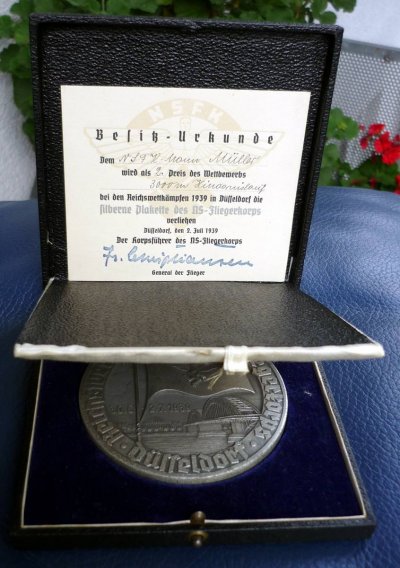 NSFK
Besitz-Urkunde
Dem NSFK Mann Müller
wird als 2. Preis des Wettbewerbs
3000 m Hindernislauf
bei den Reichswettkämpfen 1939 in Düsseldorf die
silberne Plakette des NS-Fliegerkorps
verliehen
Düsseldorf, den 2. Juli 1939
Der Korpsführer des NS-Fliegerkorps
Fr. Christiansen
General der Flieger
Düsseldorf